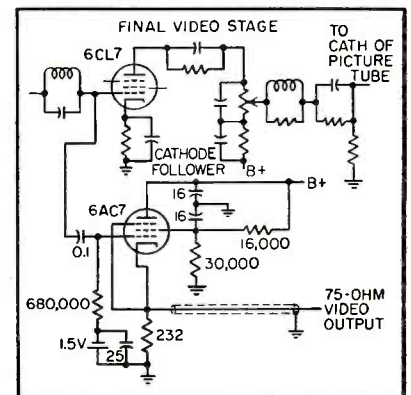 FINAL VIDEO STAGE
TO
CATH OF
PICTURE
TUBE
6CL7
CATHODE
FOLLOWER
B+
6AC7
16
16
B+
0.1
16,000
30,000
680,000
1.5V
25
232
75-OHM
VIDEO
OUTPUT